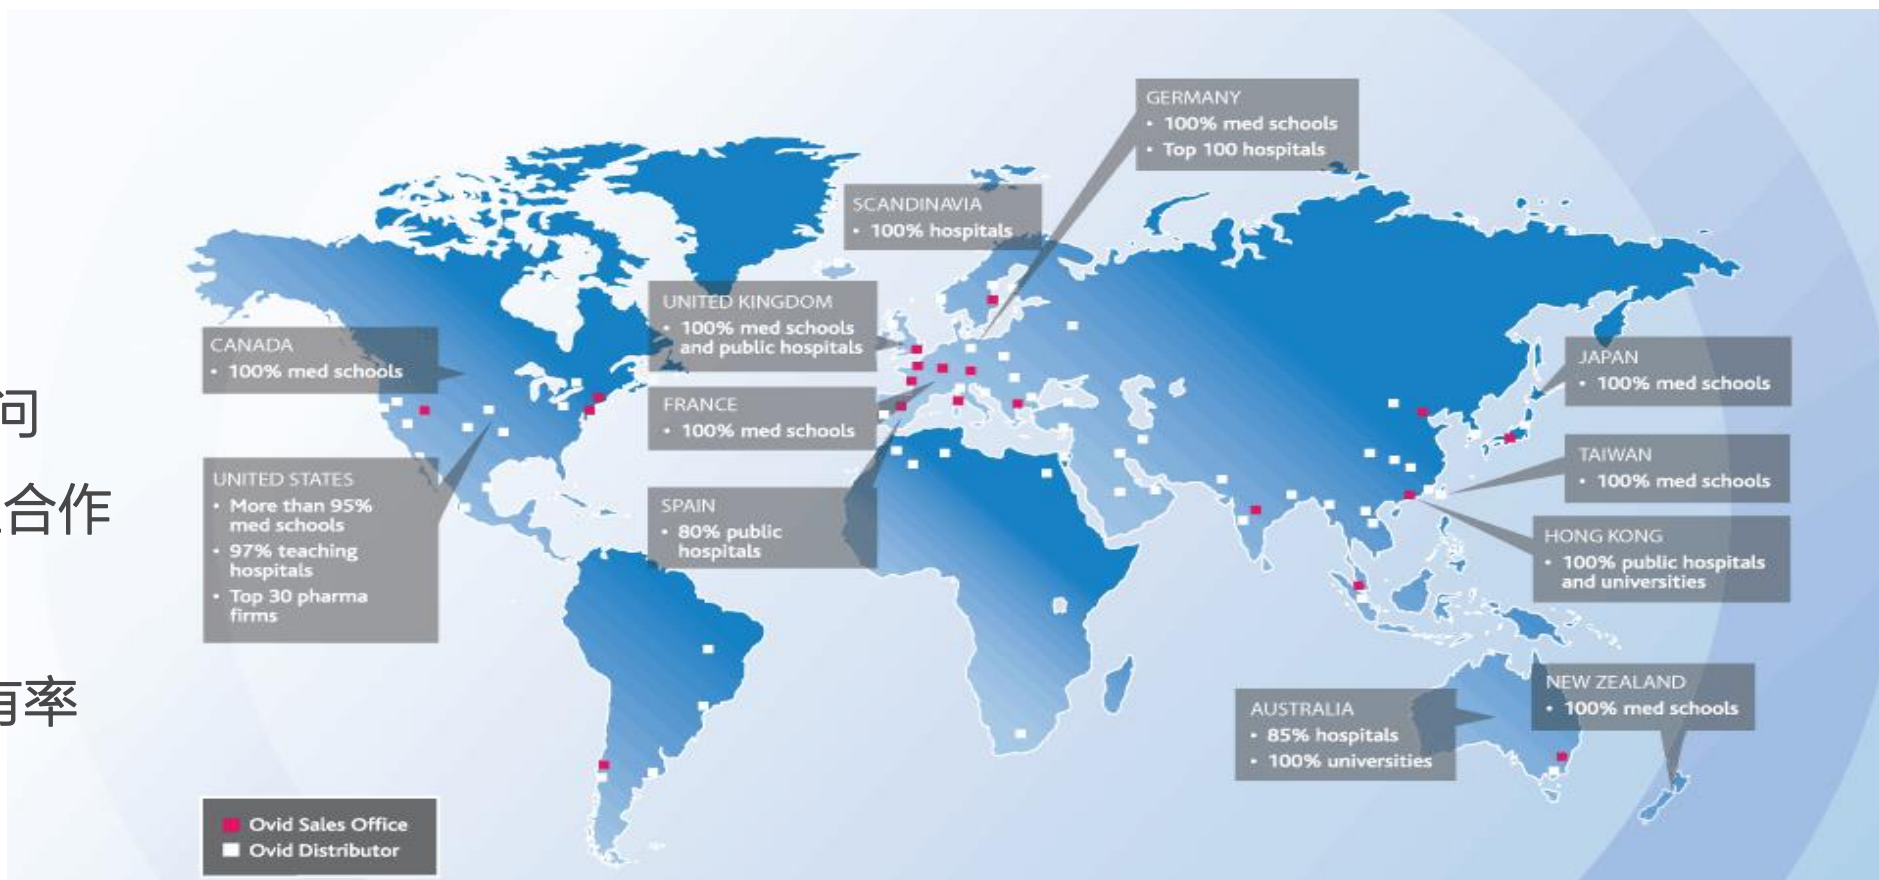 问
合作
有率
GERMANY
• 100% med schools
• Top 100 hospitals
SCANDINAVIA
• 100% hospitals
UNITED KINGDOM
• 100% med schools
and public hospitals
CANADA
• 100% med schools
FRANCE
• 100% med schools
JAPAN
• 100% med schools
UNITED STATES
• More than 95%
med schools
• 97% teaching
hospitals
• Top 30 pharma
firms
SPAIN
• 80% public
hospitals
TAIWAN
• 100% med schools
HONG KONG
• 100% public hospitals
and universities
AUSTRALIA
• 85% hospitals
• 100% universities
NEW ZEALAND
• 100% med schools
Ovid Sales Office
Ovid Distributor